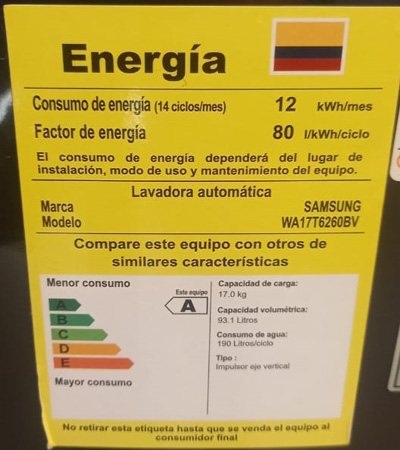 Energía
Consumo de energía (14 ciclos/mes) 12 kWh/mes
Factor de energía 80 l/kWh/ciclo
El consumo de energía dependerá del lugar de
instalación, modo de uso y mantenimiento del equipo.
Lavadora automática
Marca SAMSUNG
Modelo WA17T6260BV
Compare este equipo con otros de
similares características
Menor consumo
Este equipo
A
A
B
C
D
E
Mayor consumo
Capacidad de carga:
17.0 kg
Capacidad volumétrica:
93.1 Litros
Consumo de agua:
190 Litros/ciclo
Tipo :
Impulsor eje vertical
No retirar esta etiqueta hasta que se venda el equipo al
consumidor final